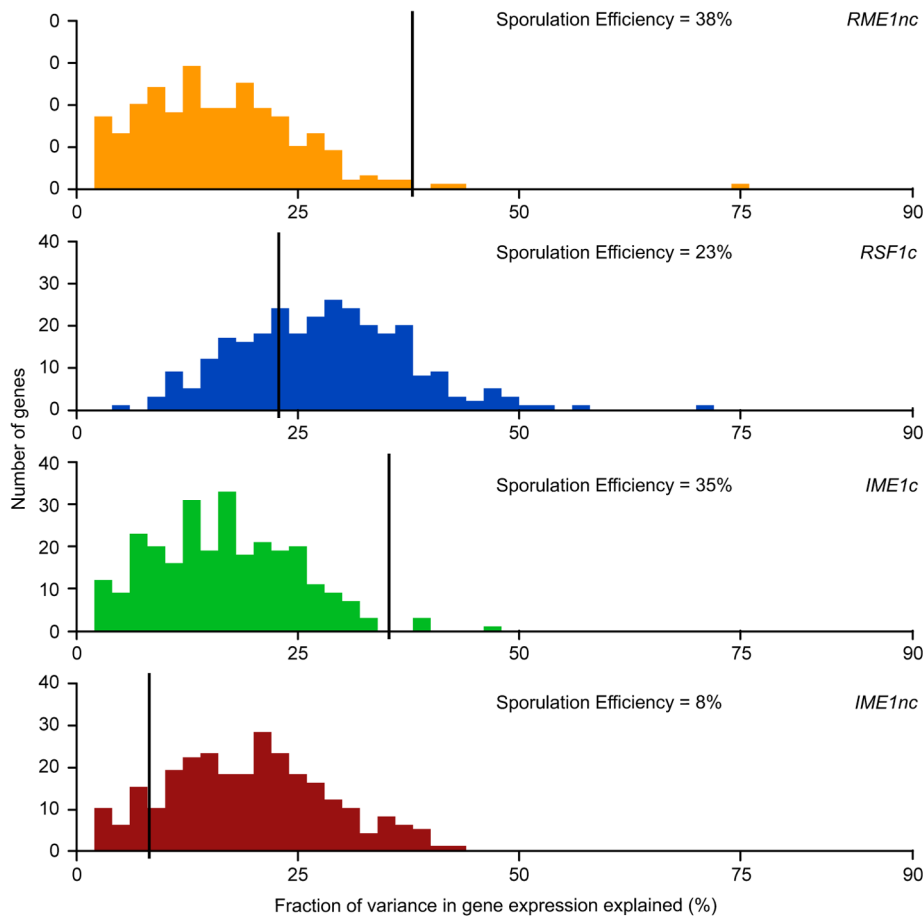 Sporulation Efficiency = 38% RME1nc
0
0
0
0
0
0 25 50 75 90
Sporulation Efficiency = 23% RSF1c
40
30
20
10
0
0 25 50 75 90
Number of genes
Sporulation Efficiency = 35% IME1c
40
30
20
10
0
0 25 50 75 90
Sporulation Efficiency = 8% IME1nc
40
30
20
10
0
0 25 50 75 90
Fraction of variance in gene expression explained (%)